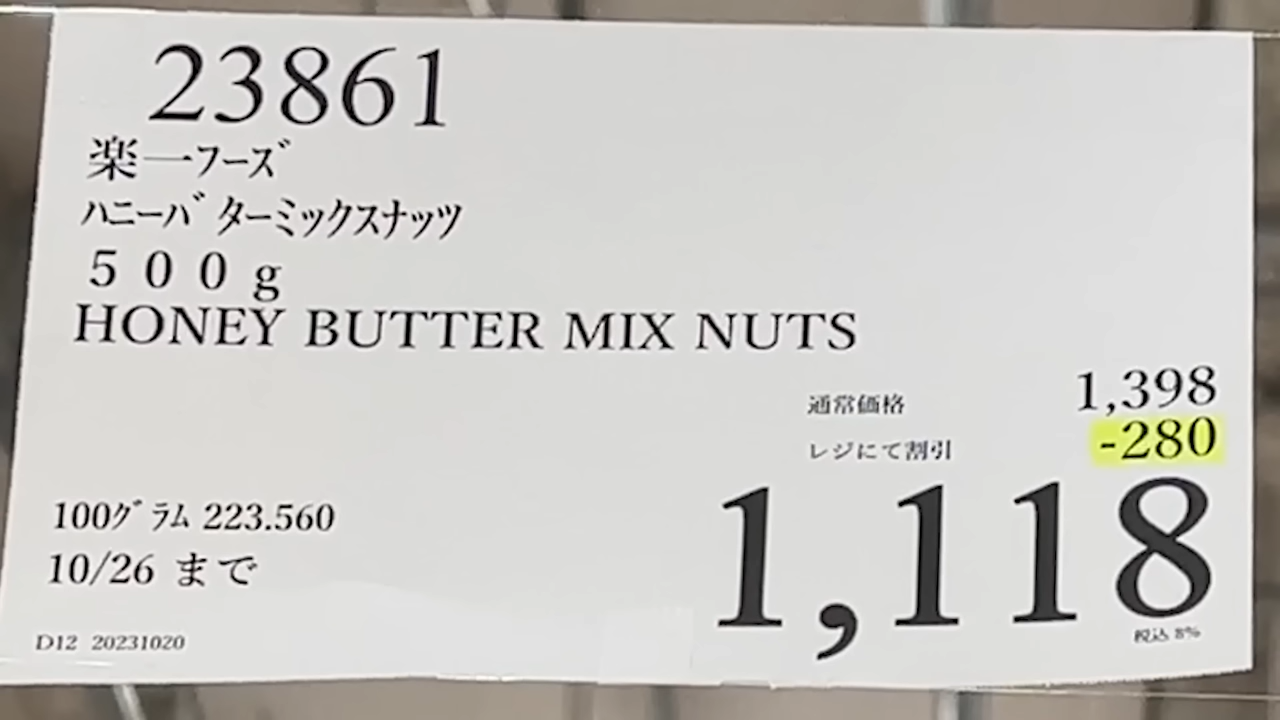 23861
楽一フーズ
ハニーバターミックスナッツ
５００ｇ
HONEY BUTTER MIX NUTS
通常価格 1,398
レジにて割引 -280
1,118
税込 8%
100グラム 223.560
10/26 まで
D12 20231020